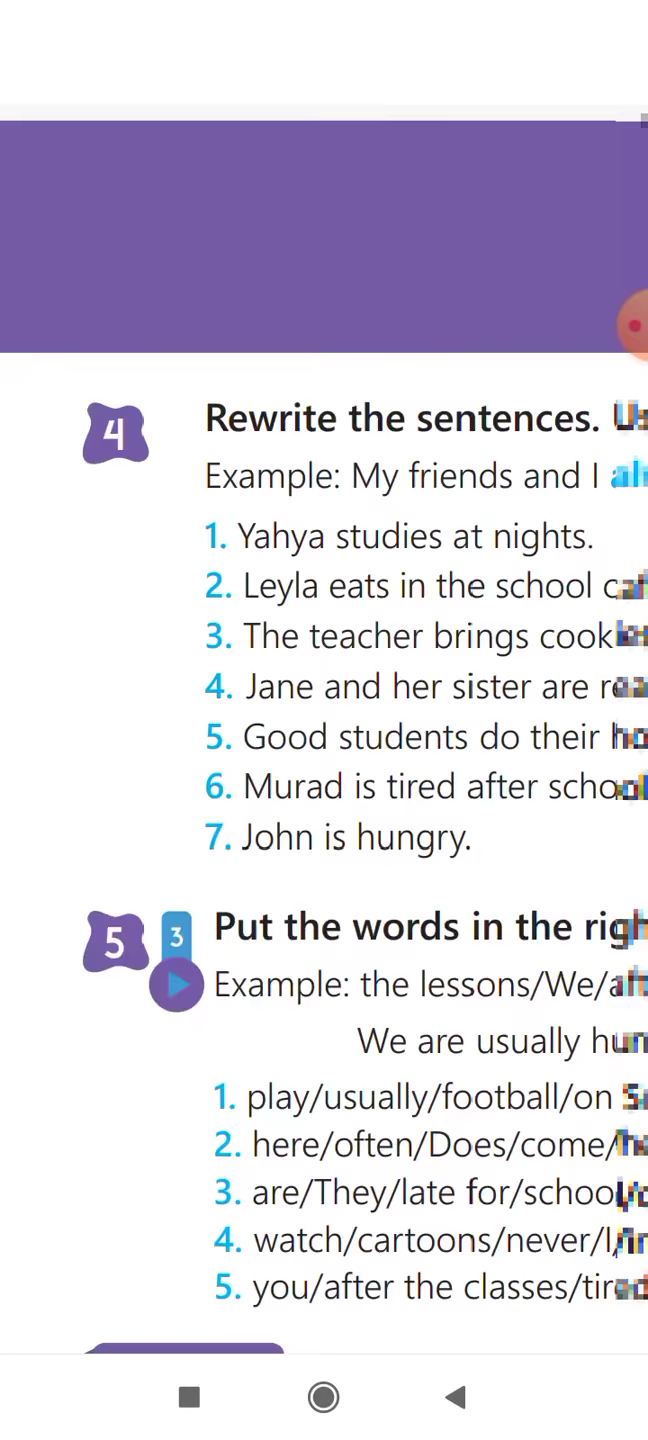 4 Rewrite the sentences.
Example: My friends and I
1. Yahya studies at nights.
2. Leyla eats in the school
3. The teacher brings
4. Jane and her sister are
5. Good students do their
6. Murad is tired after
7. John is hungry.
5 3 Put the words in the
Example: the lessons/We/
We are usually
1. play/usually/football/on
2. here/often/Does/come/
3. are/They/late for/
4. watch/cartoons/never/I/
5. you/after the classes/